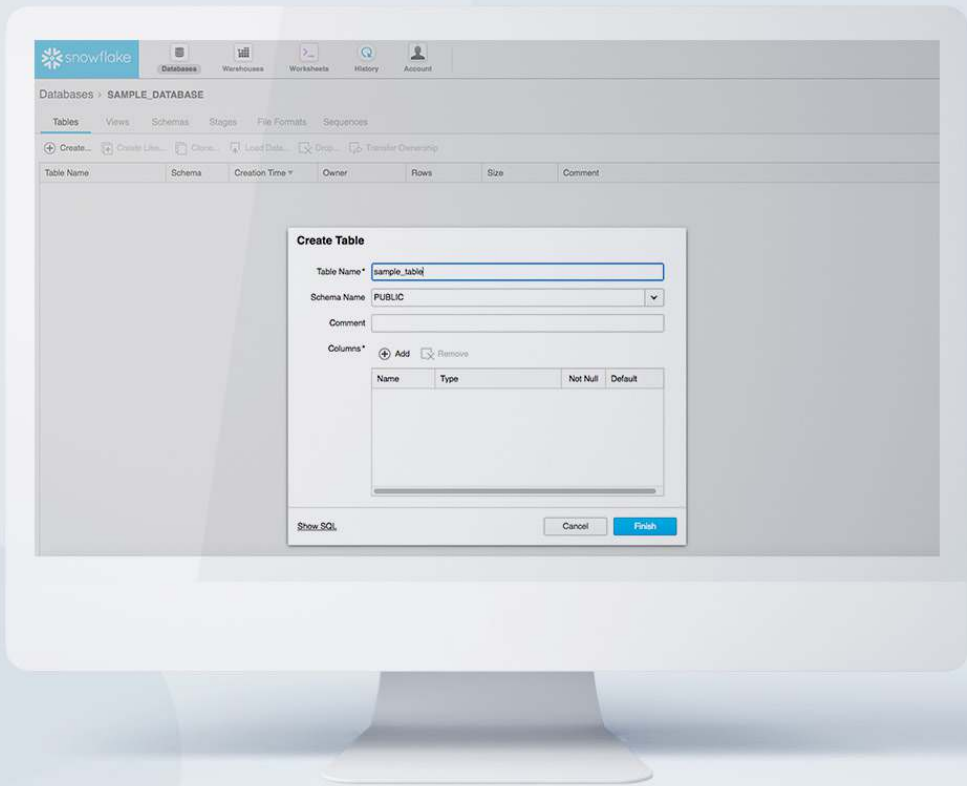 snowflake
Databases Warehouses Worksheets History Account
Databases > SAMPLE_DATABASE
Tables Views Schemas Stages File Formats Sequences
Create... Create Like... Clone... Load Data... Drop... Transfer Ownership
Table Name Schema Creation Time Owner Rows Size Comment
Create Table
Table Name* sample_table
Schema Name PUBLIC
Comment
Columns* Add Remove
Name Type Not Null Default
Show SQL Cancel Finish